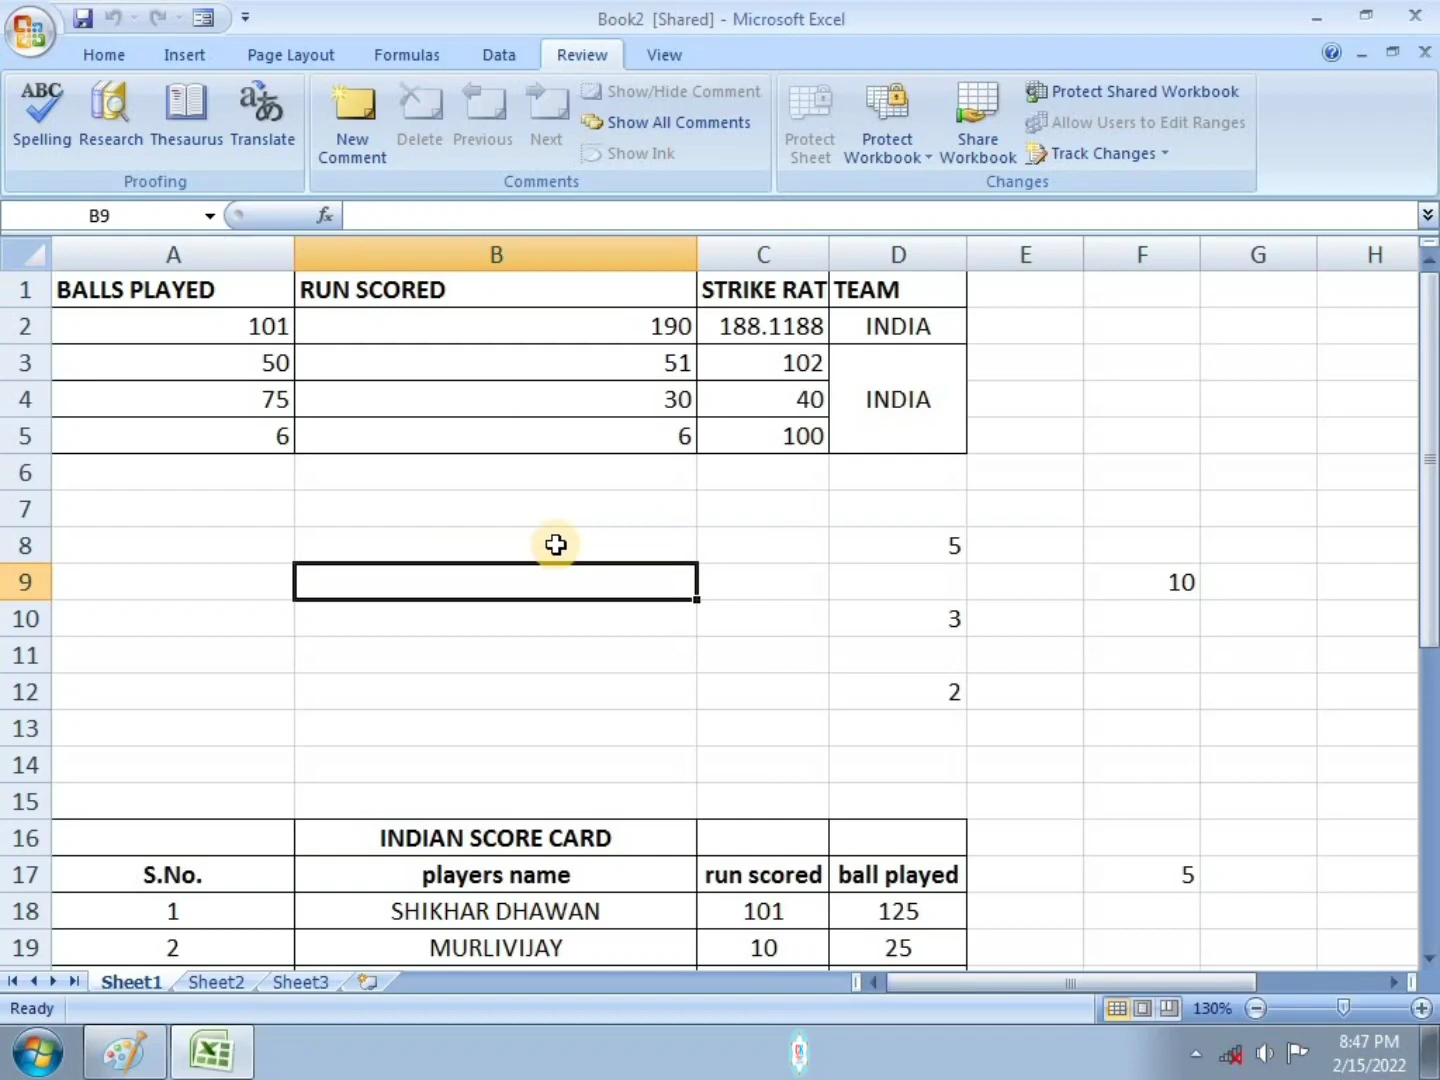 Book2 [Shared] - Microsoft Excel
Home Insert Page Layout Formulas Data Review View
ABC
Spelling Research Thesaurus Translate
Proofing
New Comment Delete Previous Next
Show/Hide Comment
Show All Comments
Show Ink
Comments
Protect Sheet Protect Workbook Share Workbook
Protect Shared Workbook
Allow Users to Edit Ranges
Track Changes
Changes
B9 fx
A B C D E F G H
1 BALLS PLAYED RUN SCORED STRIKE RAT TEAM
2 101 190 188.1188 INDIA
3 50 51 102
4 75 30 40 INDIA
5 6 6 100
6
7
8 5
9 10
10 3
11
12 2
13
14
15
16 INDIAN SCORE CARD
17 S.No. players name run scored ball played 5
18 1 SHIKHAR DHAWAN 101 125
19 2 MURLIVIJAY 10 25
Sheet1 Sheet2 Sheet3
Ready 130%
8:47 PM
2/15/2022